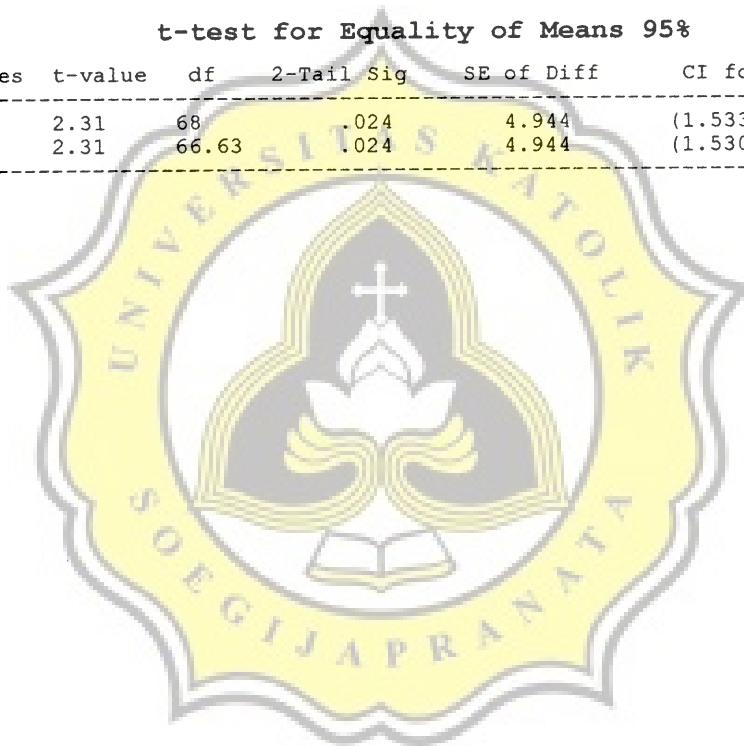 t-test for Equality of Means 95%
es t-value df 2-Tail Sig SE of Diff CI fo
2.31 68 .024 4.944 (1.533
2.31 66.63 .024 4.944 (1.530
UNIVERSITAS KATOLIK
SOEGIJAPRANATA